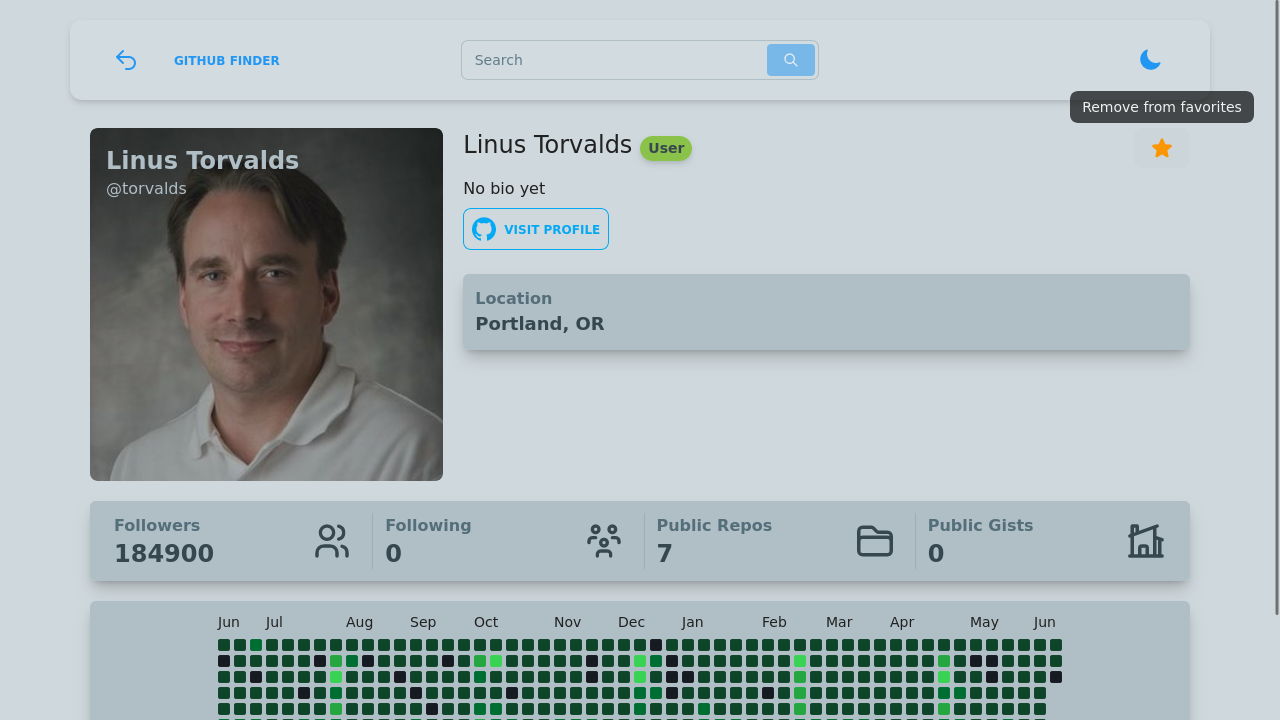 GITHUB FINDER
Search
Remove from favorites
Linus Torvalds
@torvalds
Linus Torvalds
User
No bio yet
VISIT PROFILE
Location
Portland, OR
Followers
184900
Following
0
Public Repos
7
Public Gists
0
Jun Jul Aug Sep Oct Nov Dec Jan Feb Mar Apr May Jun